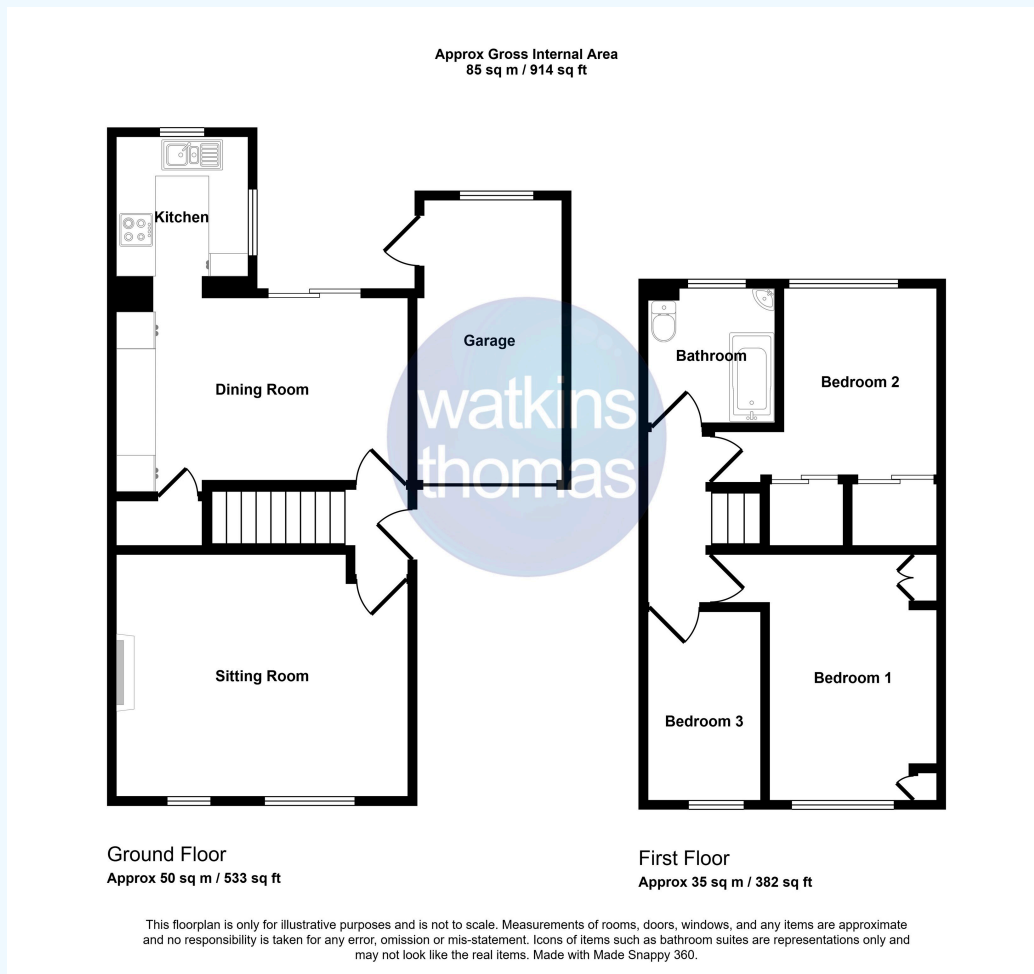 Approx Gross Internal Area
85 sq m / 914 sq ft
Kitchen
Garage
Dining Room
Bathroom
Bedroom 2
watkins
thomas
Sitting Room
Bedroom 1
Bedroom 3
Ground Floor
Approx 50 sq m / 533 sq ft
First Floor
Approx 35 sq m / 382 sq ft
This floorplan is only for illustrative purposes and is not to scale. Measurements of rooms, doors, windows, and any items are approximate
and no responsibility is taken for any error, omission or mis-statement. Icons of items such as bathroom suites are representations only and
may not look like the real items. Made with Made Snappy 360.